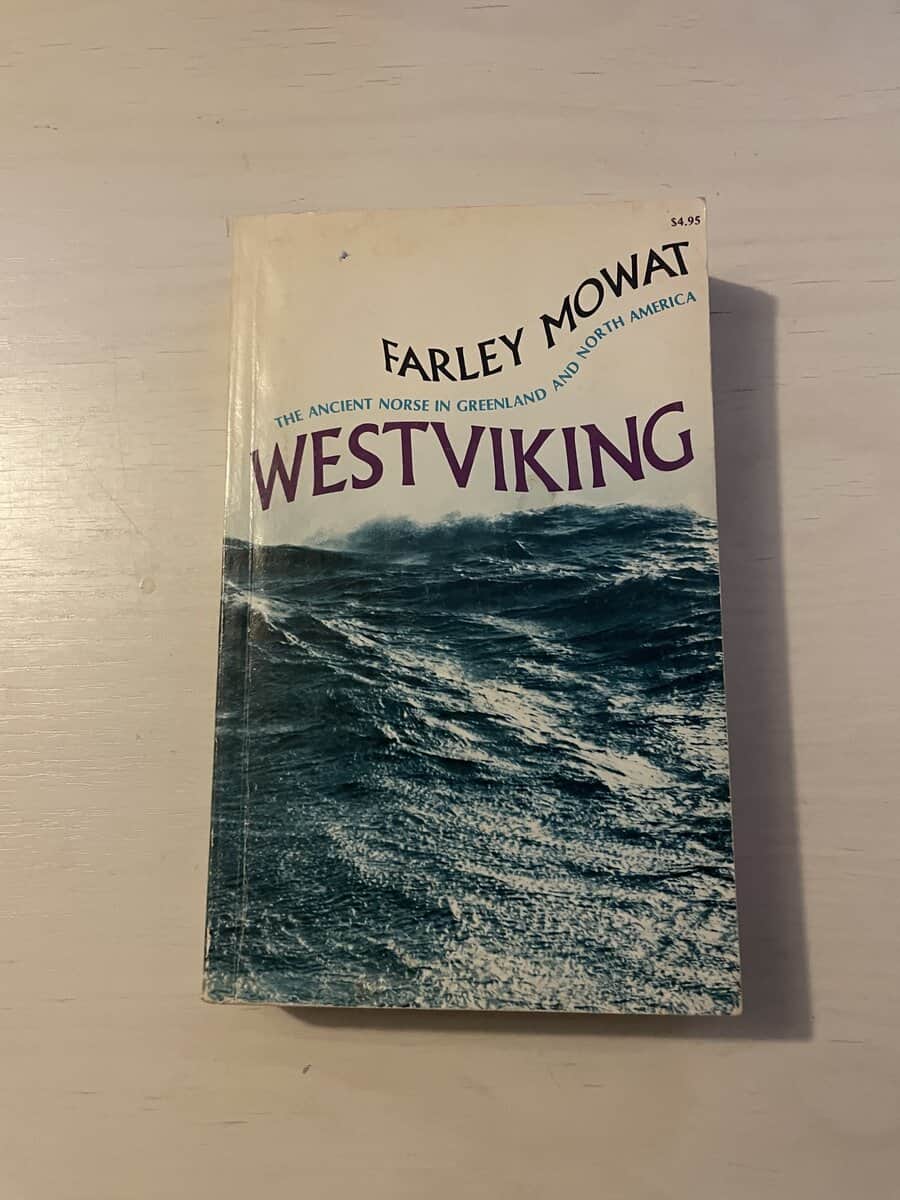 $4.95
FARLEY MOWAT
THE ANCIENT NORSE IN GREENLAND AND NORTH AMERICA
WESTVIKING